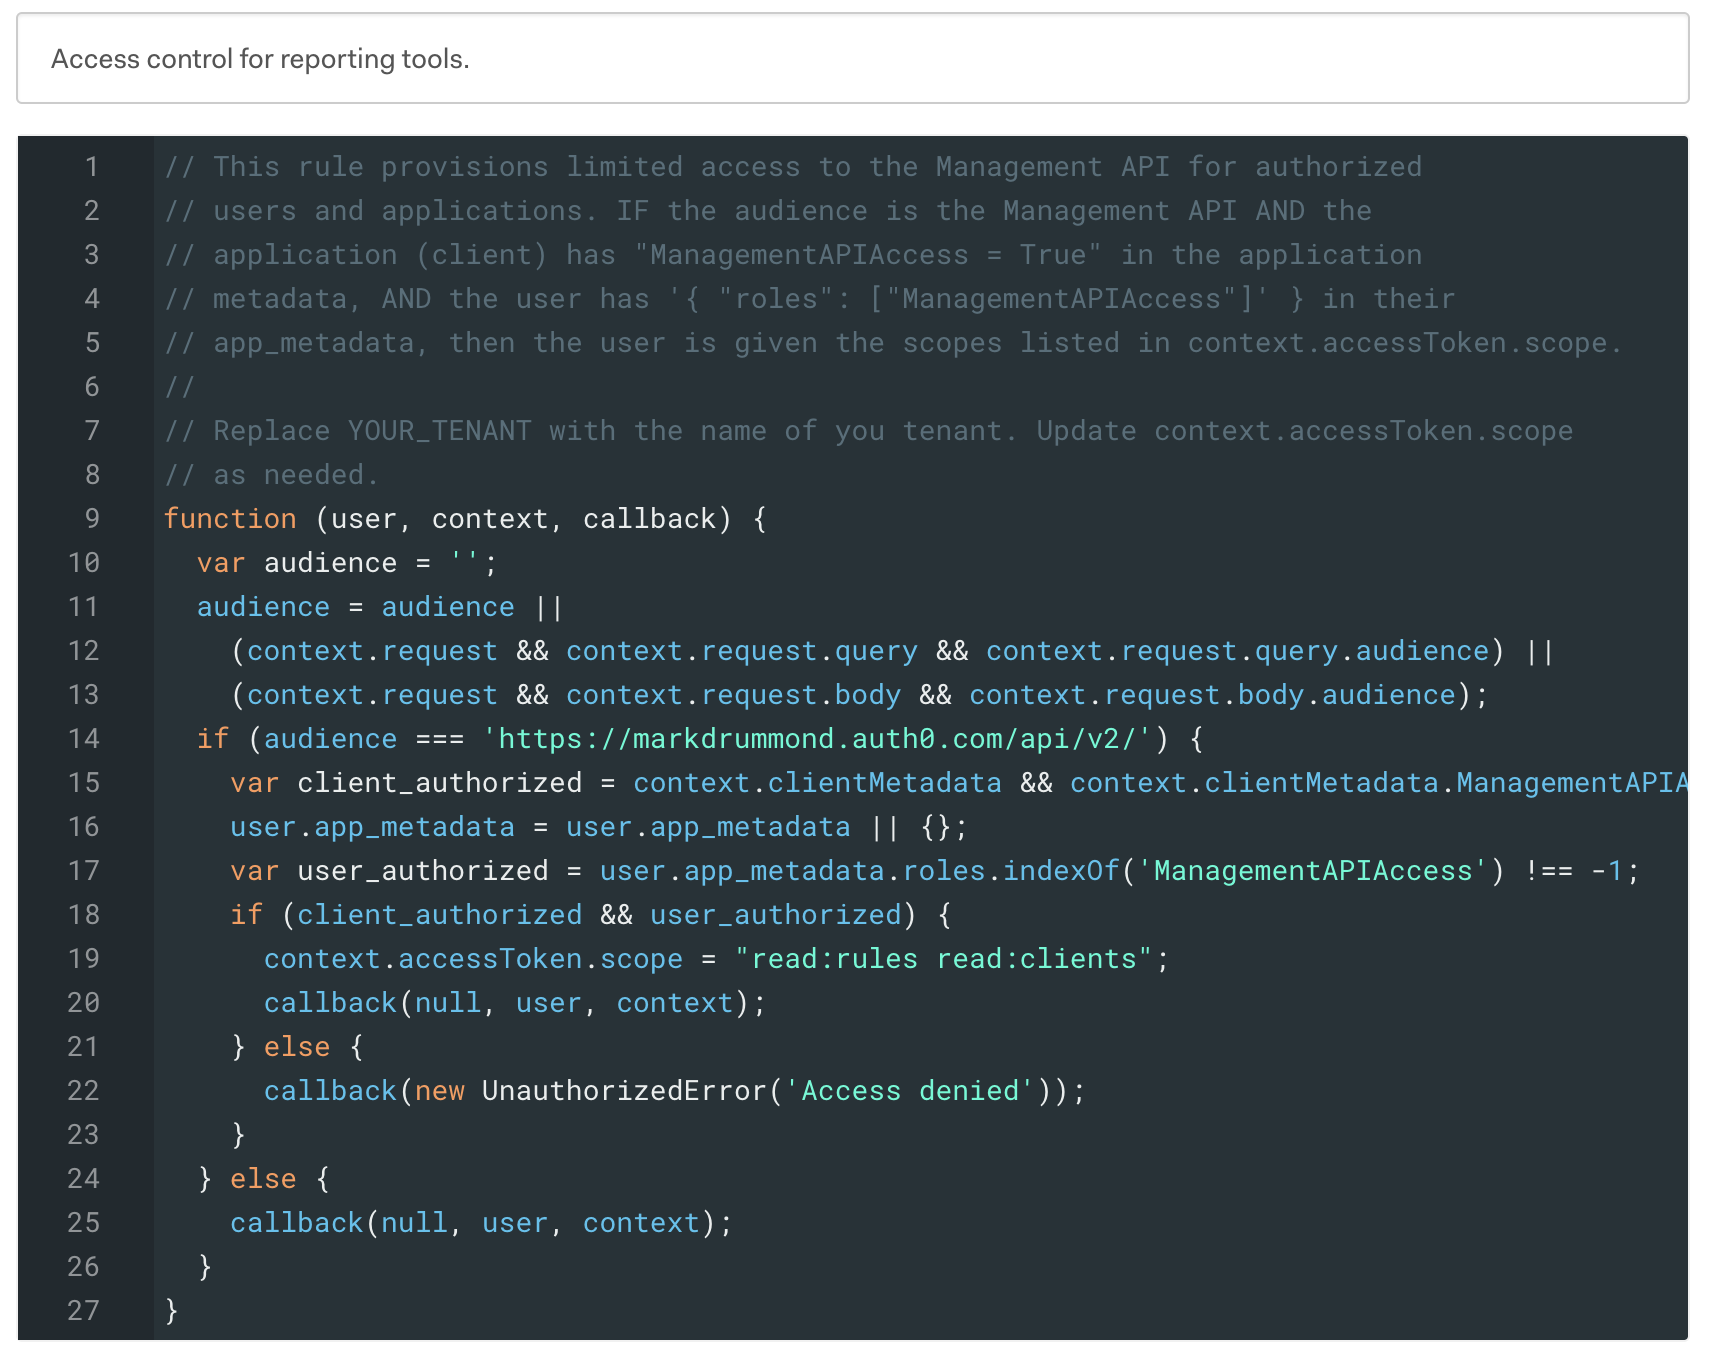 Access control for reporting tools.
1 // This rule provisions limited access to the Management API for authorized
2 // users and applications. IF the audience is the Management API AND the
3 // application (client) has "ManagementAPIAccess = True" in the application
4 // metadata, AND the user has '{ "roles": ["ManagementAPIAccess"]' } in their
5 // app_metadata, then the user is given the scopes listed in context.accessToken.scope.
6 //
7 // Replace YOUR_TENANT with the name of you tenant. Update context.accessToken.scope
8 // as needed.
9 function (user, context, callback) {
10 var audience = '';
11 audience = audience ||
12 (context.request && context.request.query && context.request.query.audience) ||
13 (context.request && context.request.body && context.request.body.audience);
14 if (audience === 'https://markdrummond.auth0.com/api/v2/') {
15 var client_authorized = context.clientMetadata && context.clientMetadata.ManagementAPIA
16 user.app_metadata = user.app_metadata || {};
17 var user_authorized = user.app_metadata.roles.indexOf('ManagementAPIAccess') !== -1;
18 if (client_authorized && user_authorized) {
19 context.accessToken.scope = "read:rules read:clients";
20 callback(null, user, context);
21 } else {
22 callback(new UnauthorizedError('Access denied'));
23 }
24 } else {
25 callback(null, user, context);
26 }
27 }